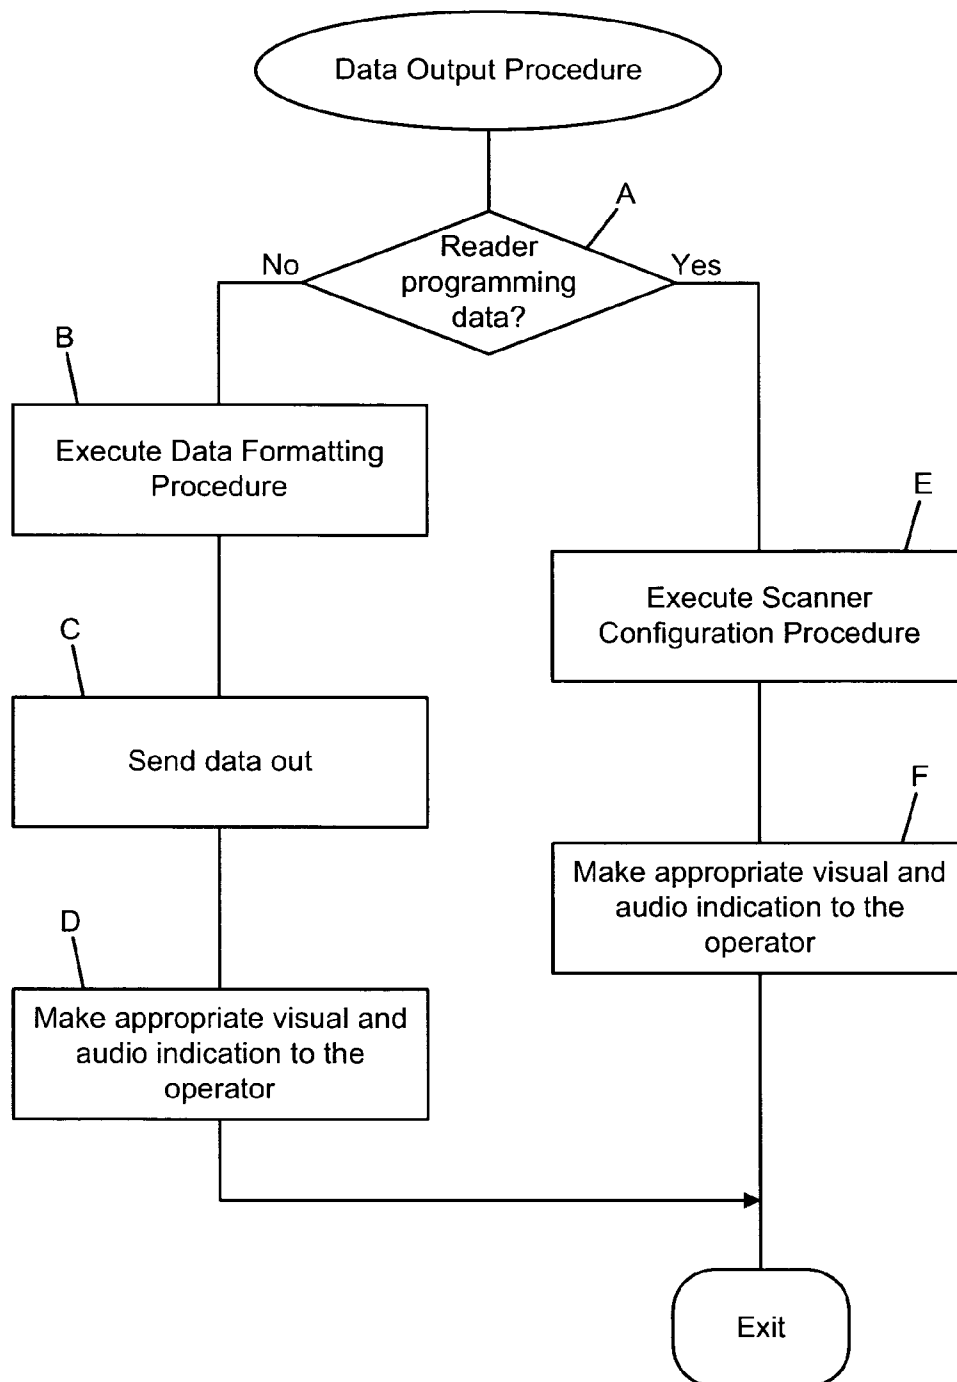 Data Output Procedure
A
Reader
programming
data?
No
Yes
B
Execute Data Formatting
Procedure
E
Execute Scanner
Configuration Procedure
C
Send data out
F
Make appropriate visual and
audio indication to the
operator
D
Make appropriate visual and
audio indication to the
operator
Exit